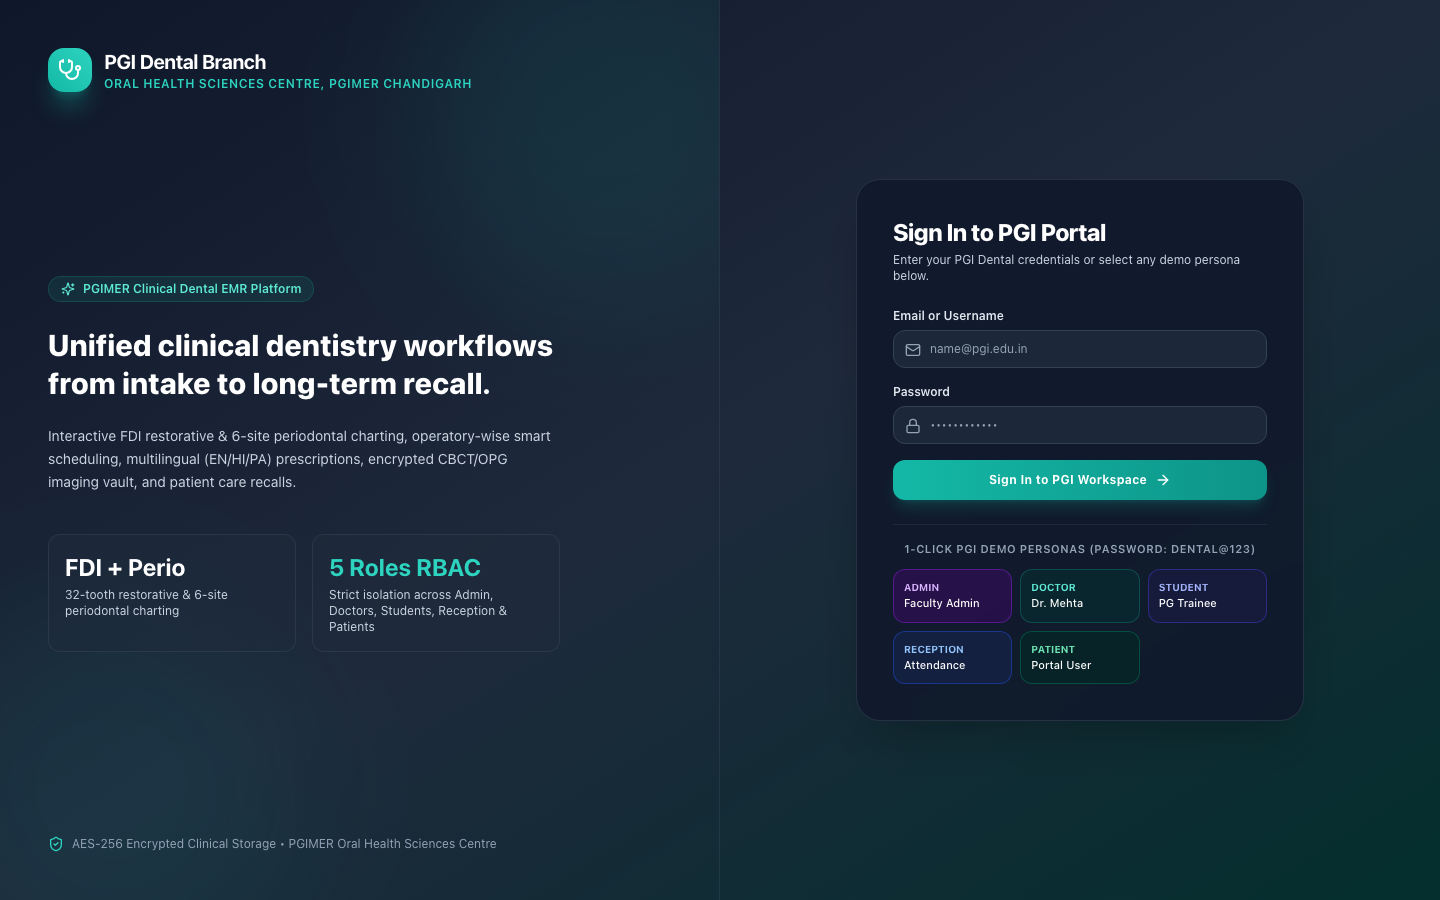 PGI Dental Branch
ORAL HEALTH SCIENCES CENTRE, PGIMER CHANDIGARH
PGIMER Clinical Dental EMR Platform
Unified clinical dentistry workflows
from intake to long-term recall.
Interactive FDI restorative & 6-site periodontal charting, operatory-wise smart
scheduling, multilingual (EN/HI/PA) prescriptions, encrypted CBCT/OPG
imaging vault, and patient care recalls.
FDI + Perio
32-tooth restorative & 6-site
periodontal charting
5 Roles RBAC
Strict isolation across Admin,
Doctors, Students, Reception &
Patients
AES-256 Encrypted Clinical Storage • PGIMER Oral Health Sciences Centre
Sign In to PGI Portal
Enter your PGI Dental credentials or select any demo persona
below.
Email or Username
name@pgi.edu.in
Password
••••••••••••
Sign In to PGI Workspace →
1-CLICK PGI DEMO PERSONAS (PASSWORD: DENTAL@123)
ADMIN
Faculty Admin
DOCTOR
Dr. Mehta
STUDENT
PG Trainee
RECEPTION
Attendance
PATIENT
Portal User